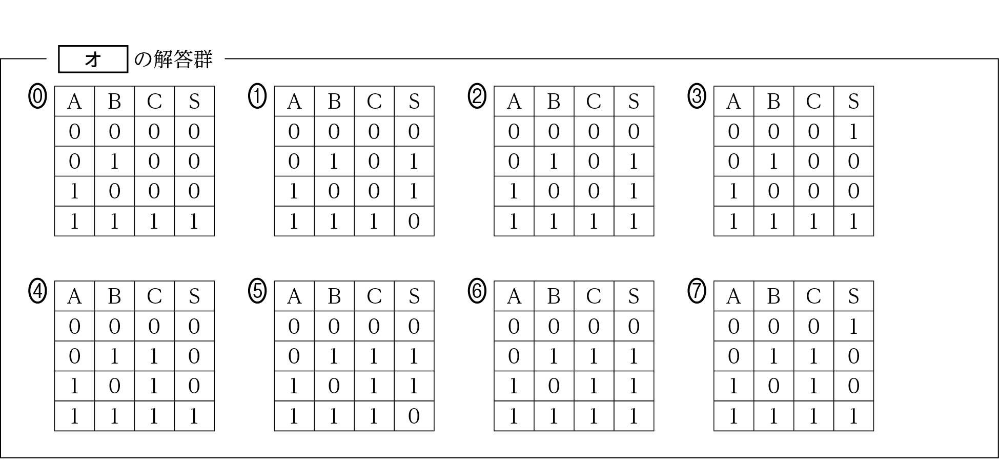 オ の解答群
⓪ ① ② ③
A B C S A B C S A B C S A B C S
0 0 0 0 0 0 0 0 0 0 0 0 0 0 0 1
0 1 0 0 0 1 0 1 0 1 0 1 0 1 0 0
1 0 0 0 1 0 0 1 1 0 0 1 1 0 0 0
1 1 1 1 1 1 1 0 1 1 1 1 1 1 1 1
④ ⑤ ⑥ ⑦
A B C S A B C S A B C S A B C S
0 0 0 0 0 0 0 0 0 0 0 0 0 0 0 1
0 1 1 0 0 1 1 1 0 1 1 1 0 1 1 0
1 0 1 0 1 0 1 1 1 0 1 1 1 0 1 0
1 1 1 1 1 1 1 0 1 1 1 1 1 1 1 1